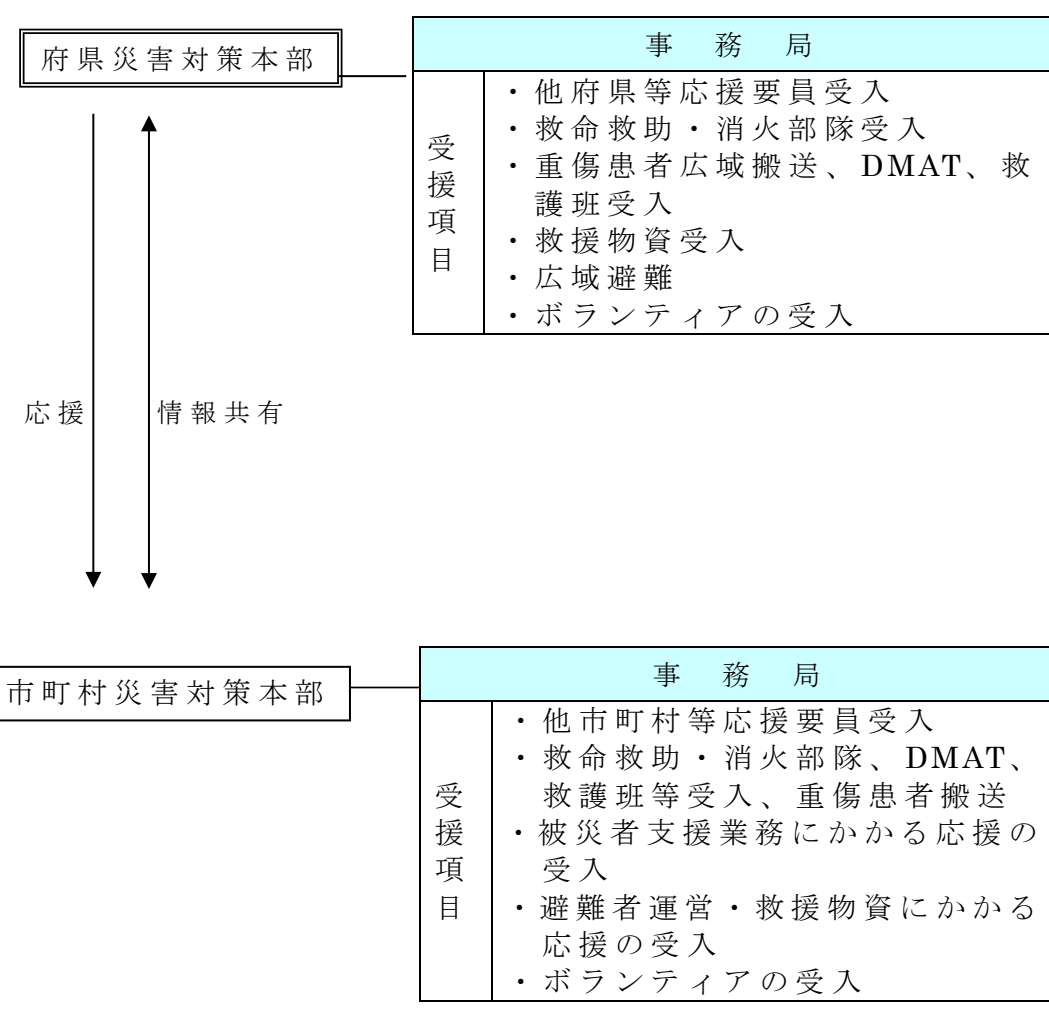 府県災害対策本部
事務局
受援項目
・他府県等応援要員受入
・救命救助・消火部隊受入
・重傷患者広域搬送、DMAT、救
護班受入
・救援物資受入
・広域避難
・ボランティアの受入
応援
情報共有
市町村災害対策本部
事務局
受援項目
・他市町村等応援要員受入
・救命救助・消火部隊、DMAT、
救護班等受入、重傷患者搬送
・被災者支援業務にかかる応援の
受入
・避難者運営・救援物資にかかる
応援の受入
・ボランティアの受入